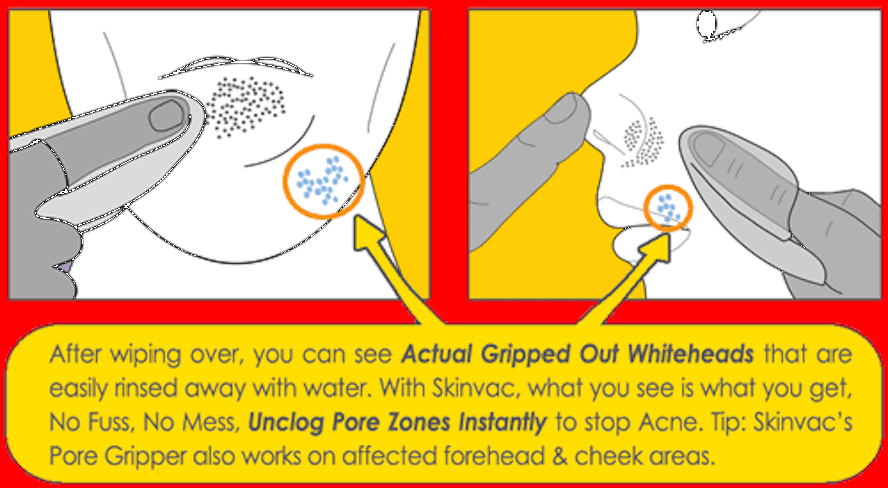 After wiping over, you can see Actual Gripped Out Whiteheads that are
easily rinsed away with water. With Skinvac, what you see is what you get,
No Fuss, No Mess, Unclog Pore Zones Instantly to stop Acne. Tip: Skinvac's
Pore Gripper also works on affected forehead & cheek areas.